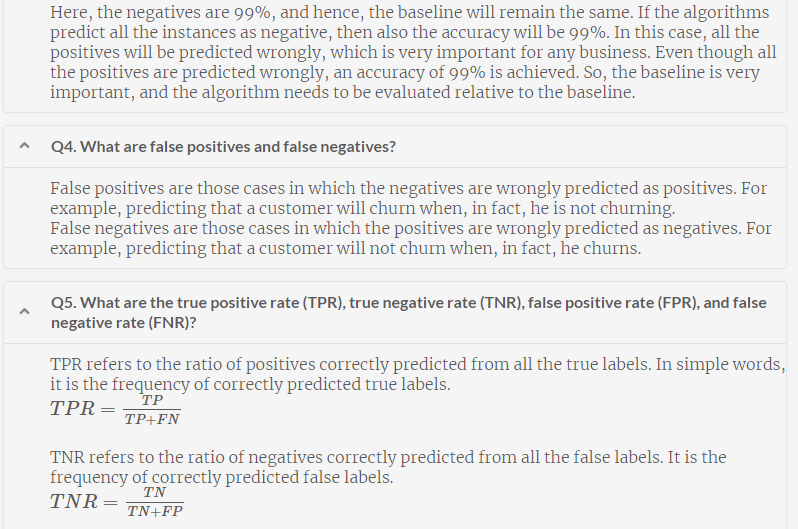 Here, the negatives are 99%, and hence, the baseline will remain the same. If the algorithms
predict all the instances as negative, then also the accuracy will be 99%. In this case, all the
positives will be predicted wrongly, which is very important for any business. Even though all
the positives are predicted wrongly, an accuracy of 99% is achieved. So, the baseline is very
important, and the algorithm needs to be evaluated relative to the baseline.
Q4. What are false positives and false negatives?
False positives are those cases in which the negatives are wrongly predicted as positives. For
example, predicting that a customer will churn when, in fact, he is not churning.
False negatives are those cases in which the positives are wrongly predicted as negatives. For
example, predicting that a customer will not churn when, in fact, he churns.
Q5. What are the true positive rate (TPR), true negative rate (TNR), false positive rate (FPR), and false
negative rate (FNR)?
TPR refers to the ratio of positives correctly predicted from all the true labels. In simple words,
it is the frequency of correctly predicted true labels.
TPR = TP / TP+FN
TNR refers to the ratio of negatives correctly predicted from all the false labels. It is the
frequency of correctly predicted false labels.
TNR = TN / TN+FP